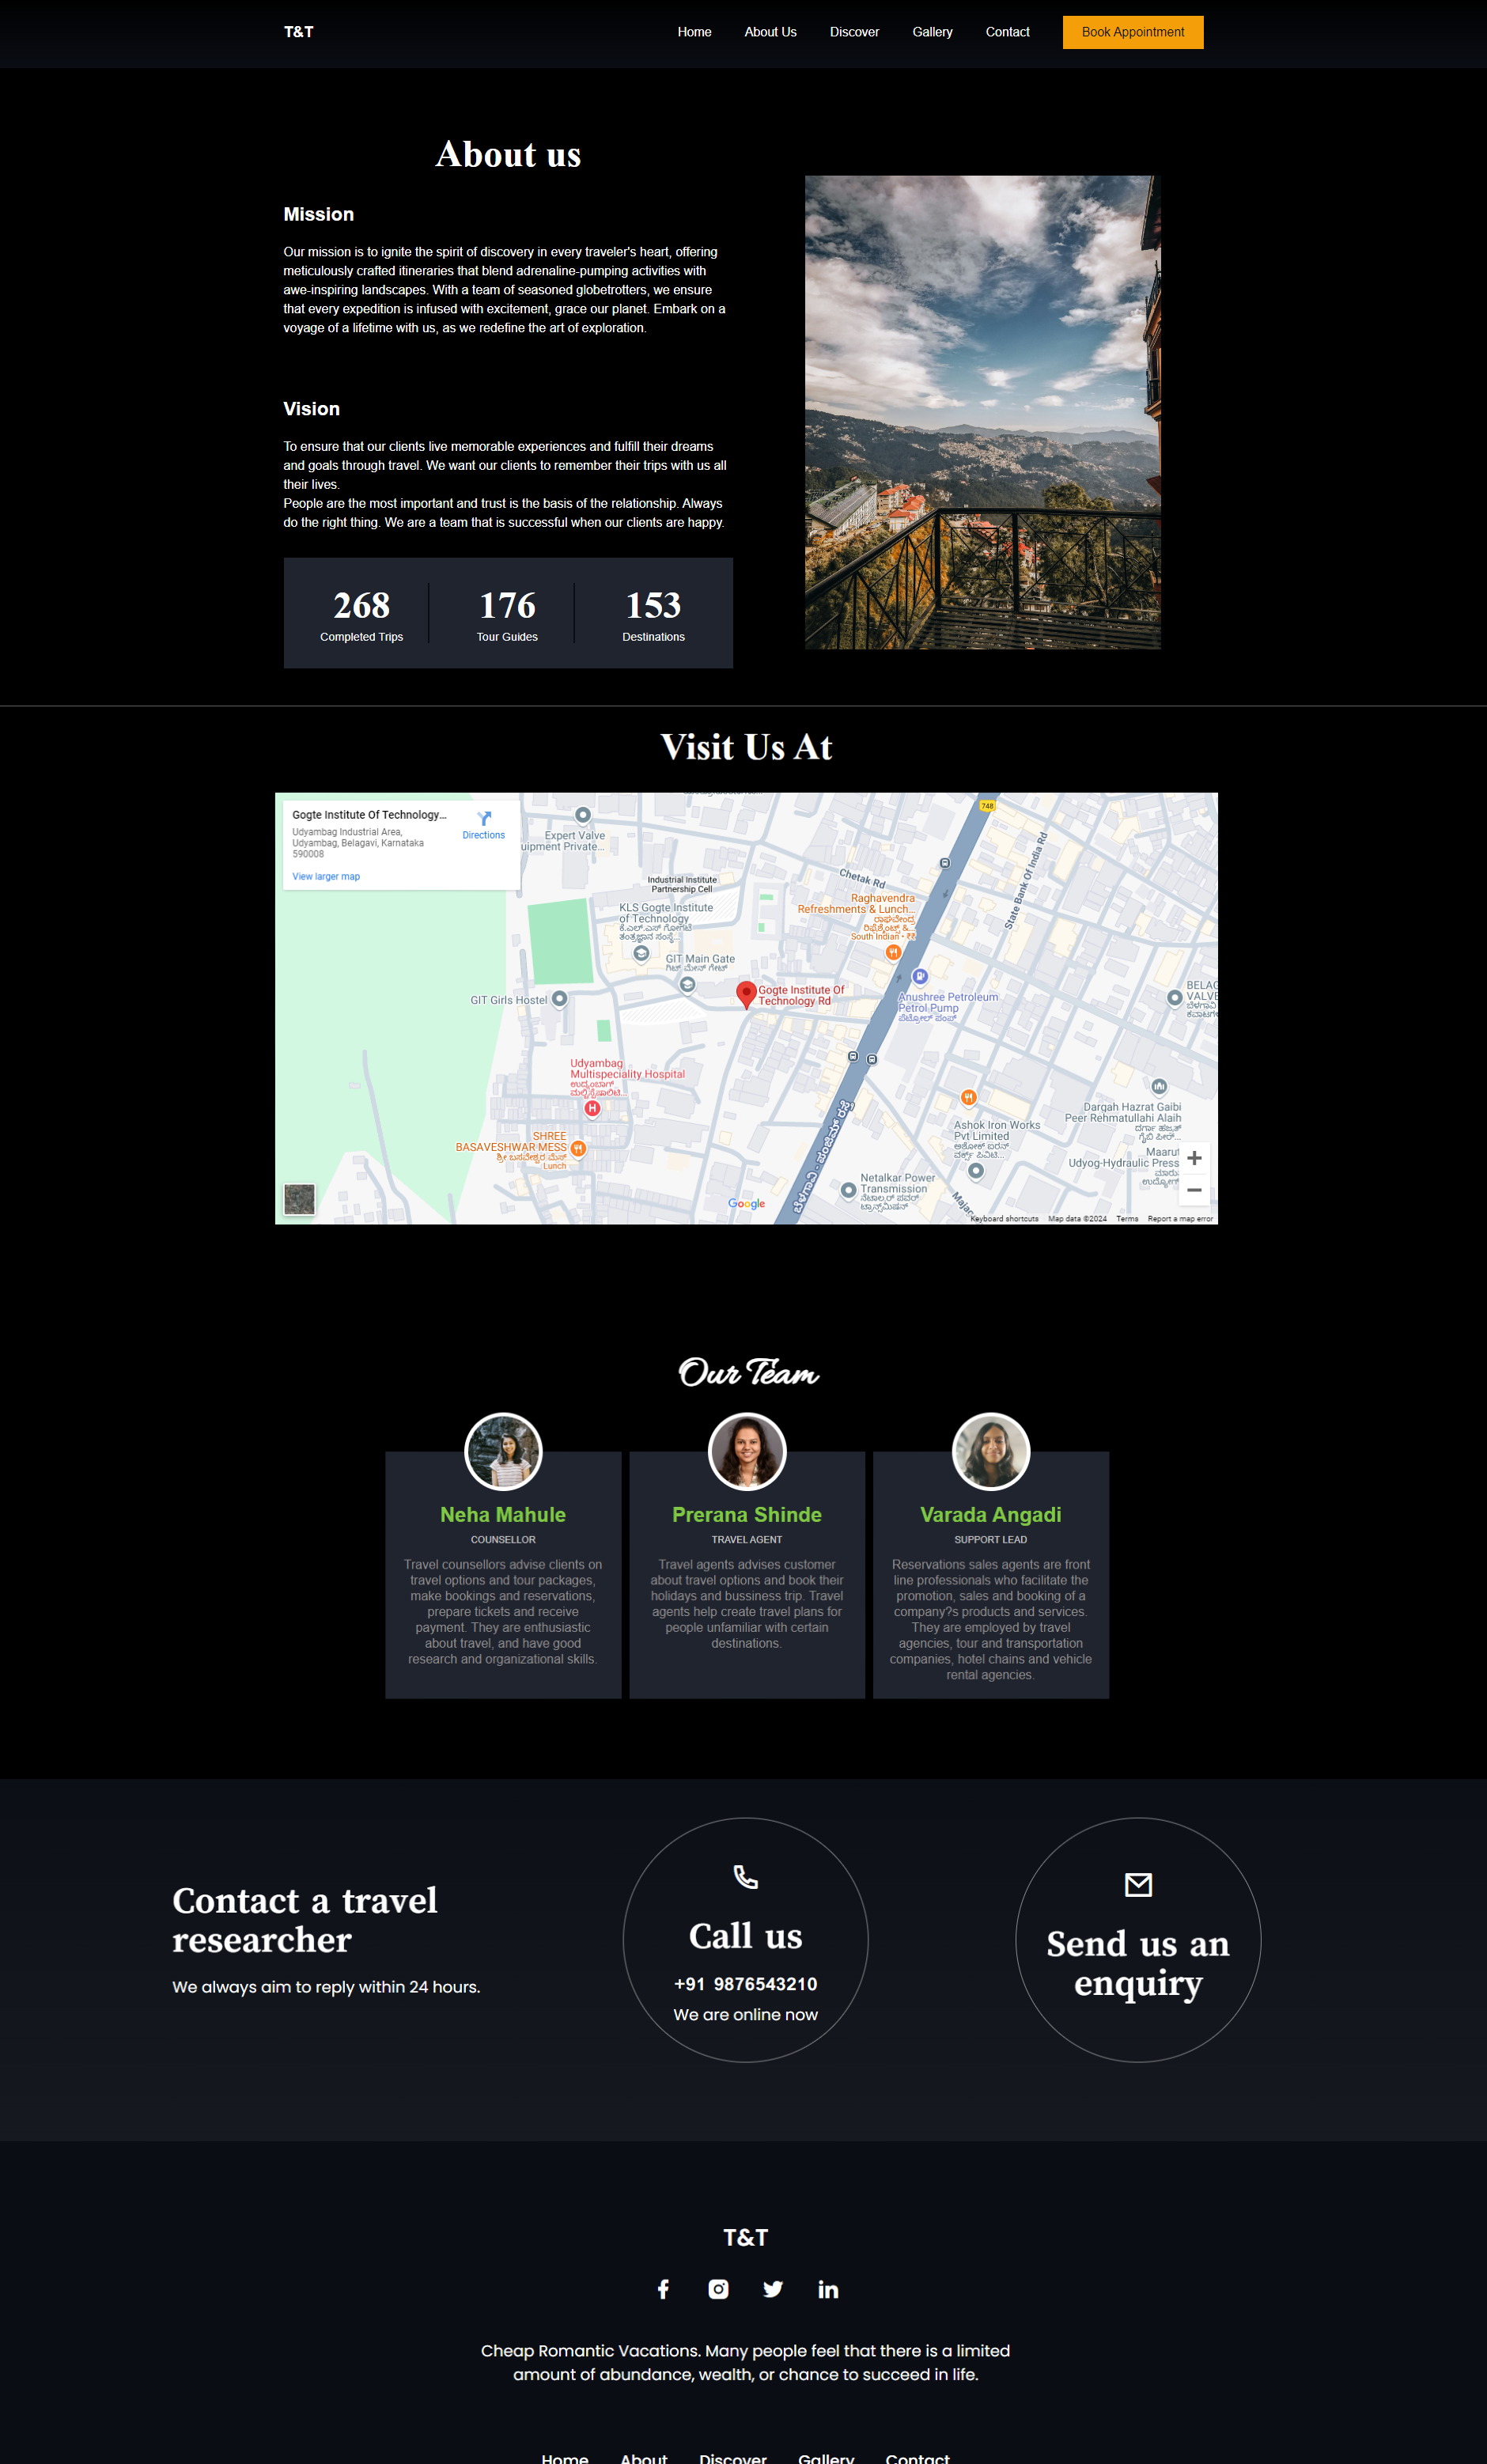 T&T
Home
About Us
Discover
Gallery
Contact
Book Appointment
About us
Mission
Our mission is to ignite the spirit of discovery in every traveler's heart, offering
meticulously crafted itineraries that blend adrenaline-pumping activities with
awe-inspiring landscapes. With a team of seasoned globetrotters, we ensure
that every expedition is infused with excitement, grace our planet. Embark on a
voyage of a lifetime with us, as we redefine the art of exploration.
Vision
To ensure that our clients live memorable experiences and fulfill their dreams
and goals through travel. We want our clients to remember their trips with us all
their lives.
People are the most important and trust is the basis of the relationship. Always
do the right thing. We are a team that is successful when our clients are happy.
268
Completed Trips
176
Tour Guides
153
Destinations
Visit Us At
Gogte Institute Of Technology...
Udyambag Industrial Area,
Udyambag, Belagavi, Karnataka
590008
View larger map
Directions
Expert Valve
uipment Private...
748
Industrial Institute
Partnership Cell
Chetak Rd
State Bank Of India Rd
KLS Gogte Institute
of Technology
ಕೆ.ಎಲ್.ಎಸ್ ಗೋಗಟೆ
ತಂತ್ರಜ್ಞಾನ ಸಂಸ್ಥೆ...
Raghavendra
Refreshments & Lunch...
ರಾಘವೇಂದ್ರ
South Indian • ₹₹
GIT Main Gate
ಗಿಟ್ ಮೇನ್ ಗೇಟ್
GIT Girls Hostel
Gogte Institute Of
Technology Rd
Anushree Petroleum
Petrol Pump
ಪೆಟ್ರೋಲ್ ಪಂಪ್
BELAG
VALVE
Udyambag
Multispeciality Hospital
ಉದ್ಯಂಬಾಗ್
SHREE
BASAVESHWAR MESS
ಶ್ರೀ ಬಸವೇಶ್ವರ ಮೆಸ್
Lunch
Ashok Iron Works
Pvt Limited
ಅಶೋಕ್ ಐರನ್
ವರ್ಕ್ಸ್ ಪಿವಿಟಿ...
Dargah Hazrat Gaibi
Peer Rehmatullahi Alaih
ದರ್ಗಾ ಹಜ್ರತ್
ಗೈಬಿ ಪೀರ್...
Maarut
Udyog-Hydraulic Press
Netalkar Power
Transmission
Google
Keyboard shortcuts
Map data ©2024
Terms
Report a map error
Our Team
Neha Mahule
COUNSELLOR
Travel counsellors advise clients on
travel options and tour packages,
make bookings and reservations,
prepare tickets and receive
payment. They are enthusiastic
about travel, and have good
research and organizational skills.
Prerana Shinde
TRAVEL AGENT
Travel agents advises customer
about travel options and book their
holidays and bussiness trip. Travel
agents help create travel plans for
people unfamiliar with certain
destinations.
Varada Angadi
SUPPORT LEAD
Reservations sales agents are front
line professionals who facilitate the
promotion, sales and booking of a
company?s products and services.
They are employed by travel
agencies, tour and transportation
companies, hotel chains and vehicle
rental agencies.
Contact a travel
researcher
We always aim to reply within 24 hours.
Call us
+91 9876543210
We are online now
Send us an
enquiry
T&T
Cheap Romantic Vacations. Many people feel that there is a limited
amount of abundance, wealth, or chance to succeed in life.
Home
About
Discover
Gallery
Contact